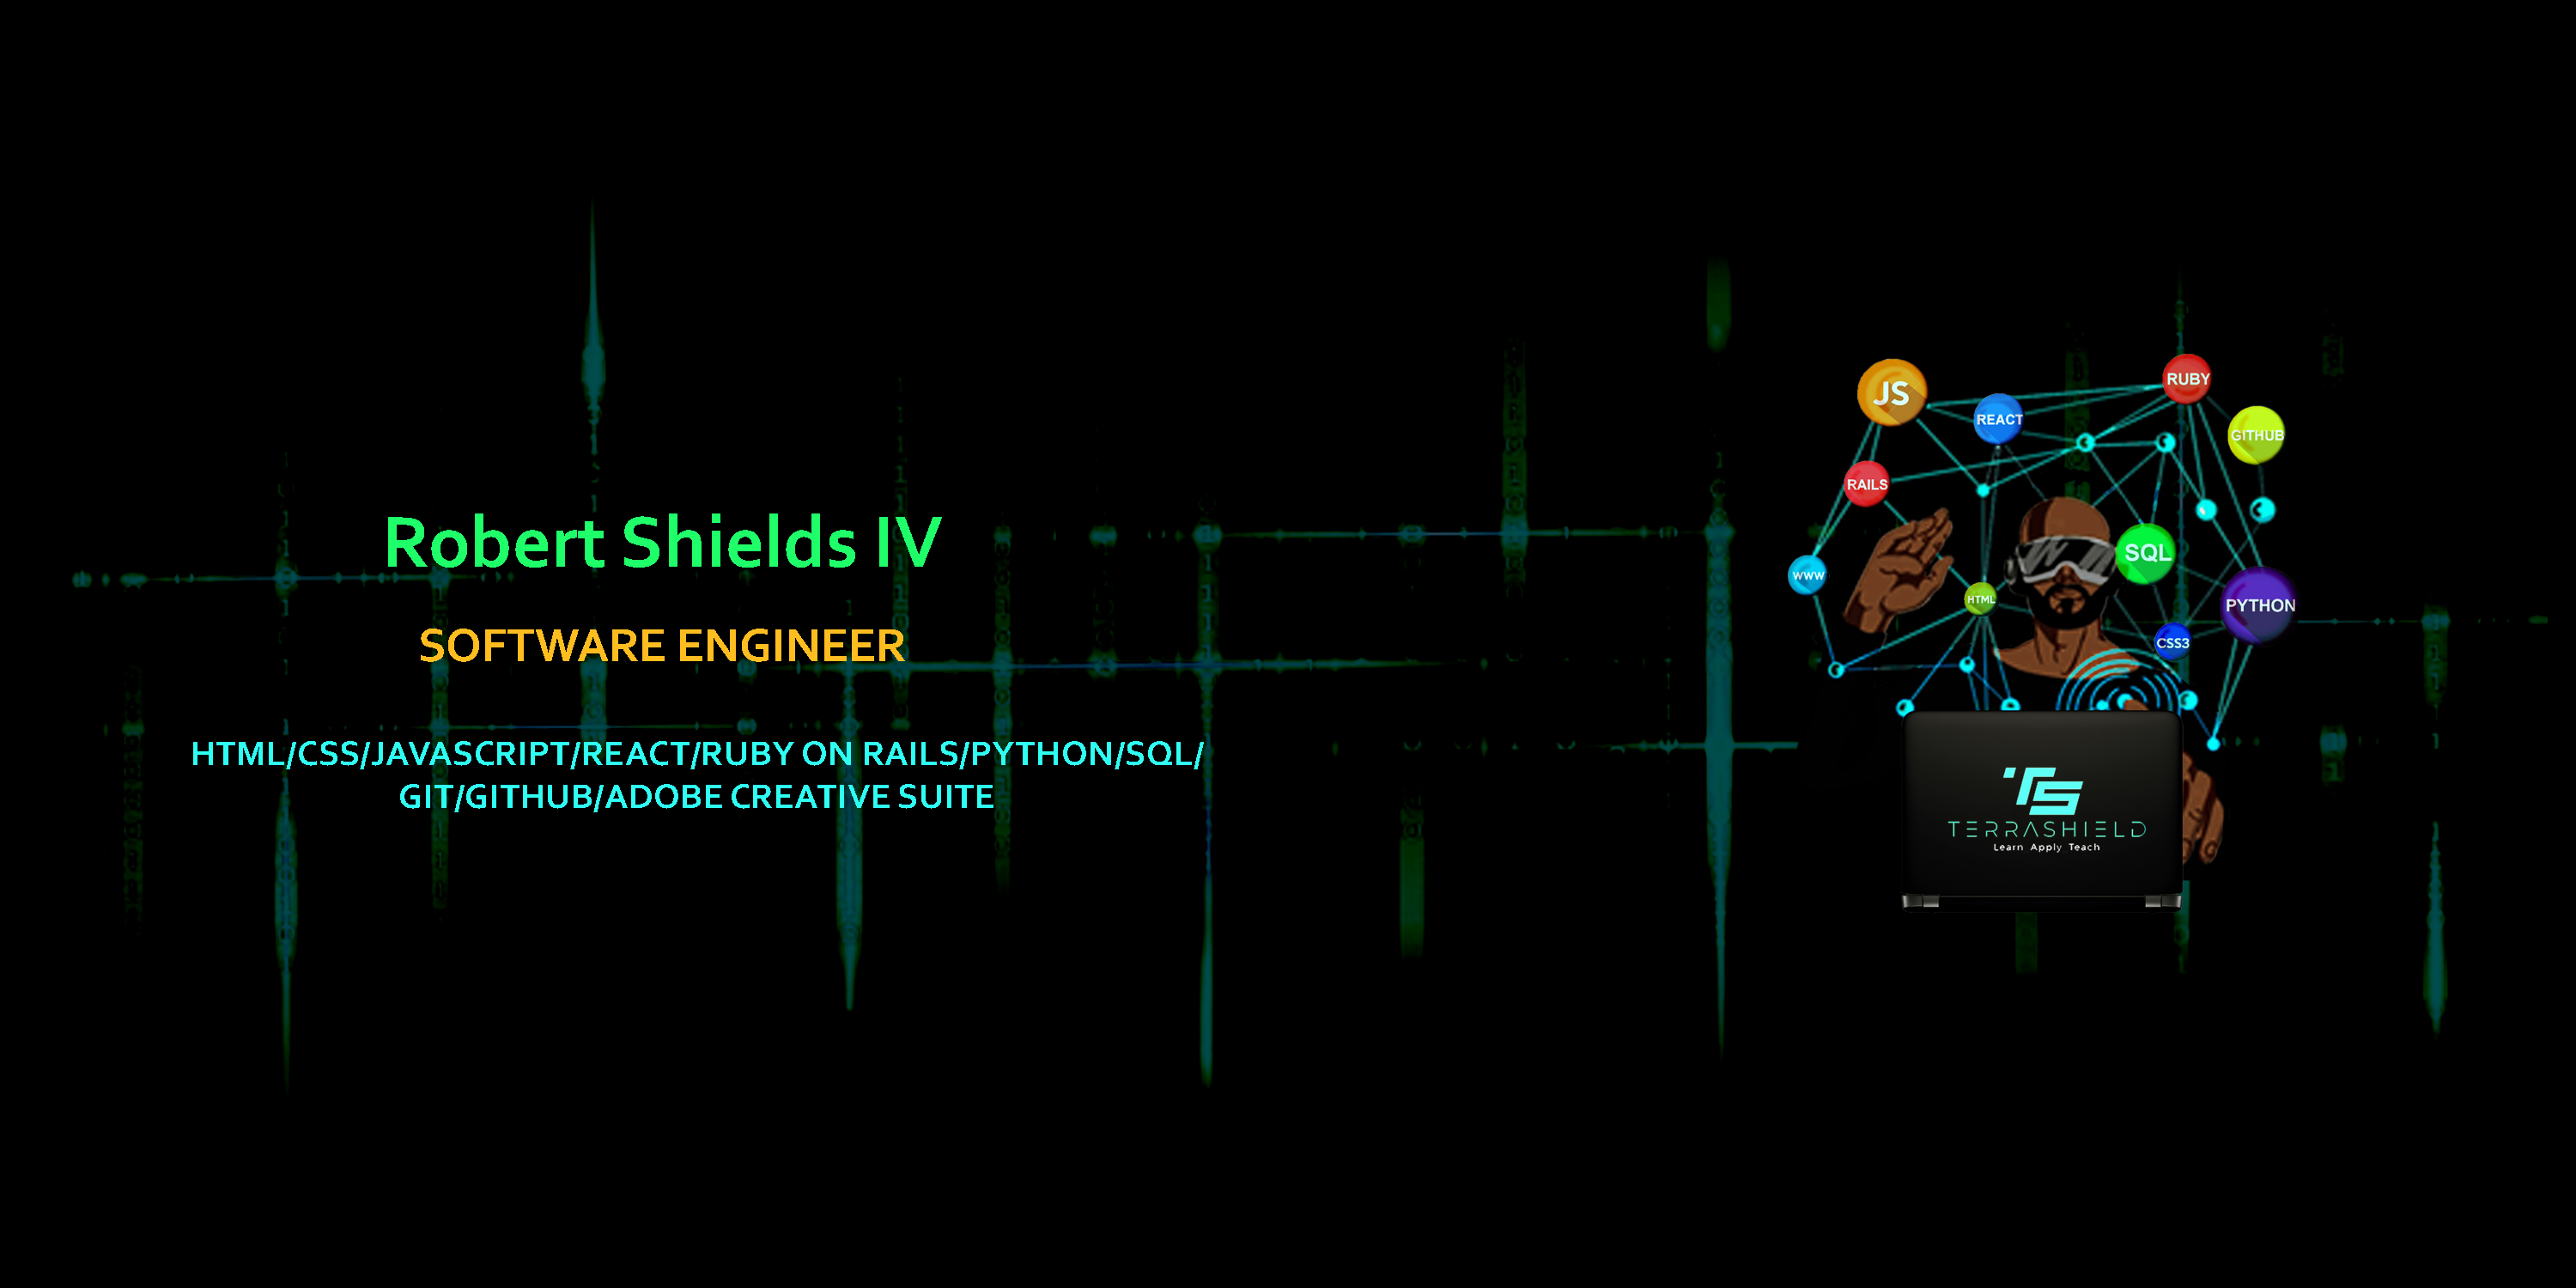 Robert Shields IV
SOFTWARE ENGINEER
HTML/CSS/JAVASCRIPT/REACT/RUBY ON RAILS/PYTHON/SQL/
GIT/GITHUB/ADOBE CREATIVE SUITE
JS
REACT
RUBY
GITHUB
RAILS
SQL
WWW
HTML
PYTHON
CSS3
TS
TERRASHIELD
Learn Apply Teach